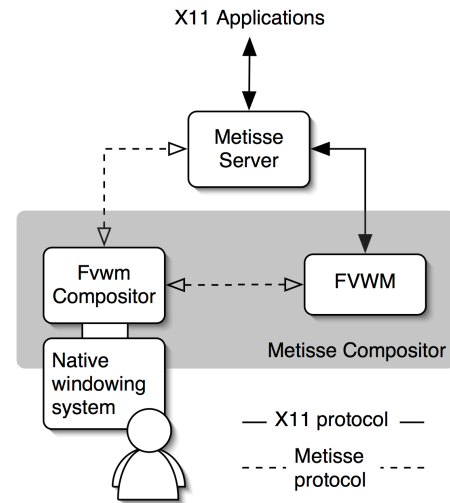 X11 Applications
Metisse
Server
Fvwm
Compositor
FVWM
Metisse Compositor
Native
windowing
system
X11 protocol
Metisse
protocol